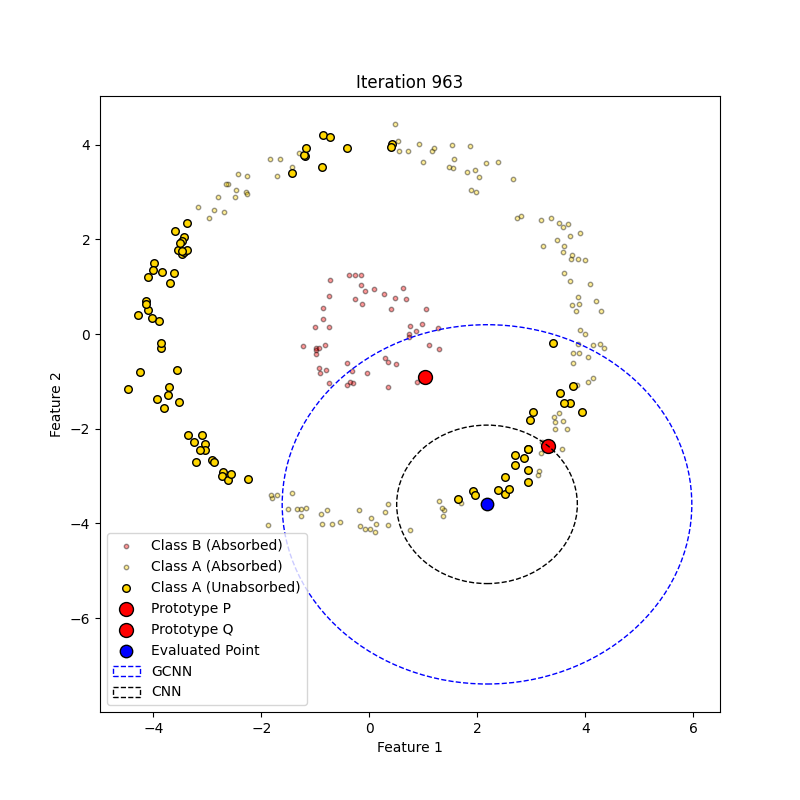 Iteration 963
4
2
0
−2
−4
−6
Feature 2
Class B (Absorbed)
Class A (Absorbed)
Class A (Unabsorbed)
Prototype P
Prototype Q
Evaluated Point
GCNN
CNN
−4
−2
0
2
4
6
Feature 1